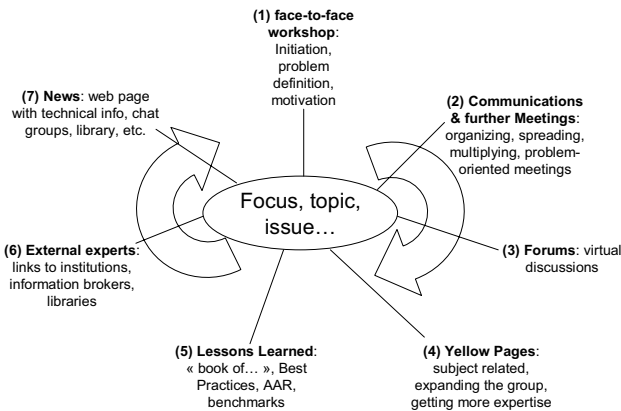 (1) face-to-face
workshop:
Initiation,
problem
definition,
motivation
(2) Communications
& further Meetings:
organizing, spreading,
multiplying, problem-
oriented meetings
(3) Forums: virtual
discussions
(4) Yellow Pages:
subject related,
expanding the group,
getting more expertise
(5) Lessons Learned:
« book of… », Best
Practices, AAR,
benchmarks
(6) External experts:
links to institutions,
information brokers,
libraries
(7) News: web page
with technical info, chat
groups, library, etc.
Focus, topic,
issue…